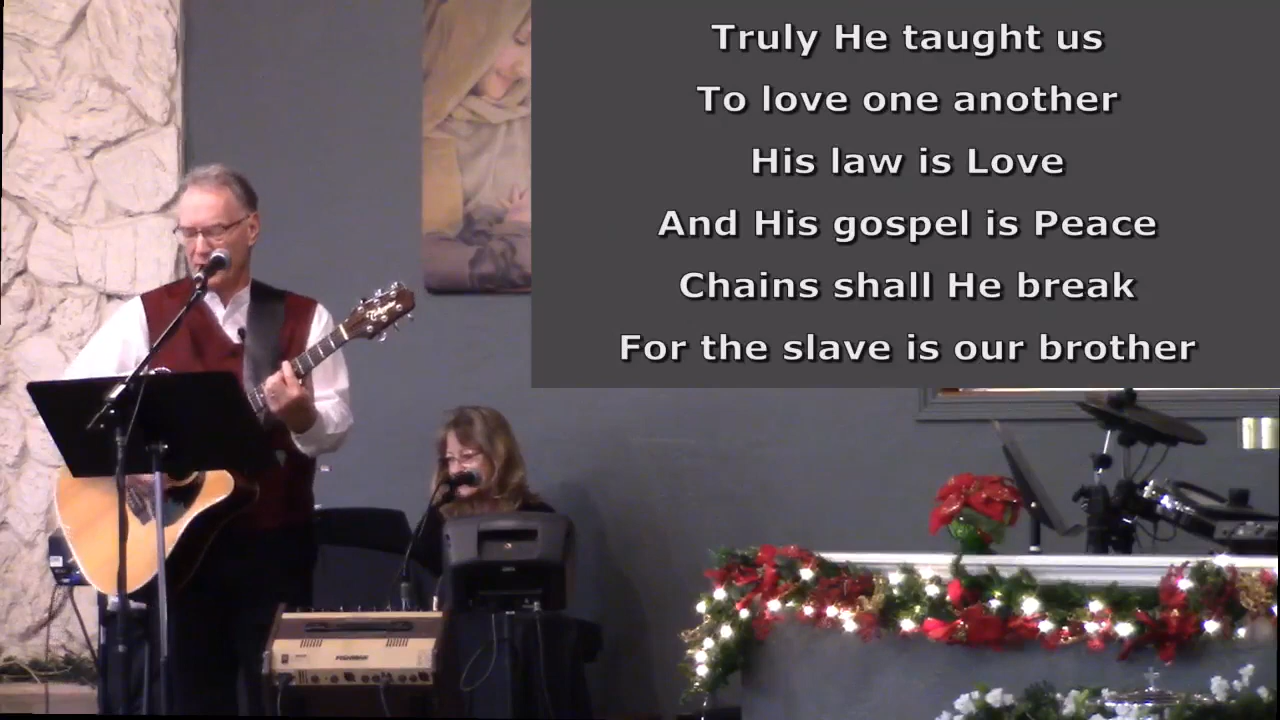 Truly He taught us
To love one another
His law is Love
And His gospel is Peace
Chains shall He break
For the slave is our brother
FISHMAN